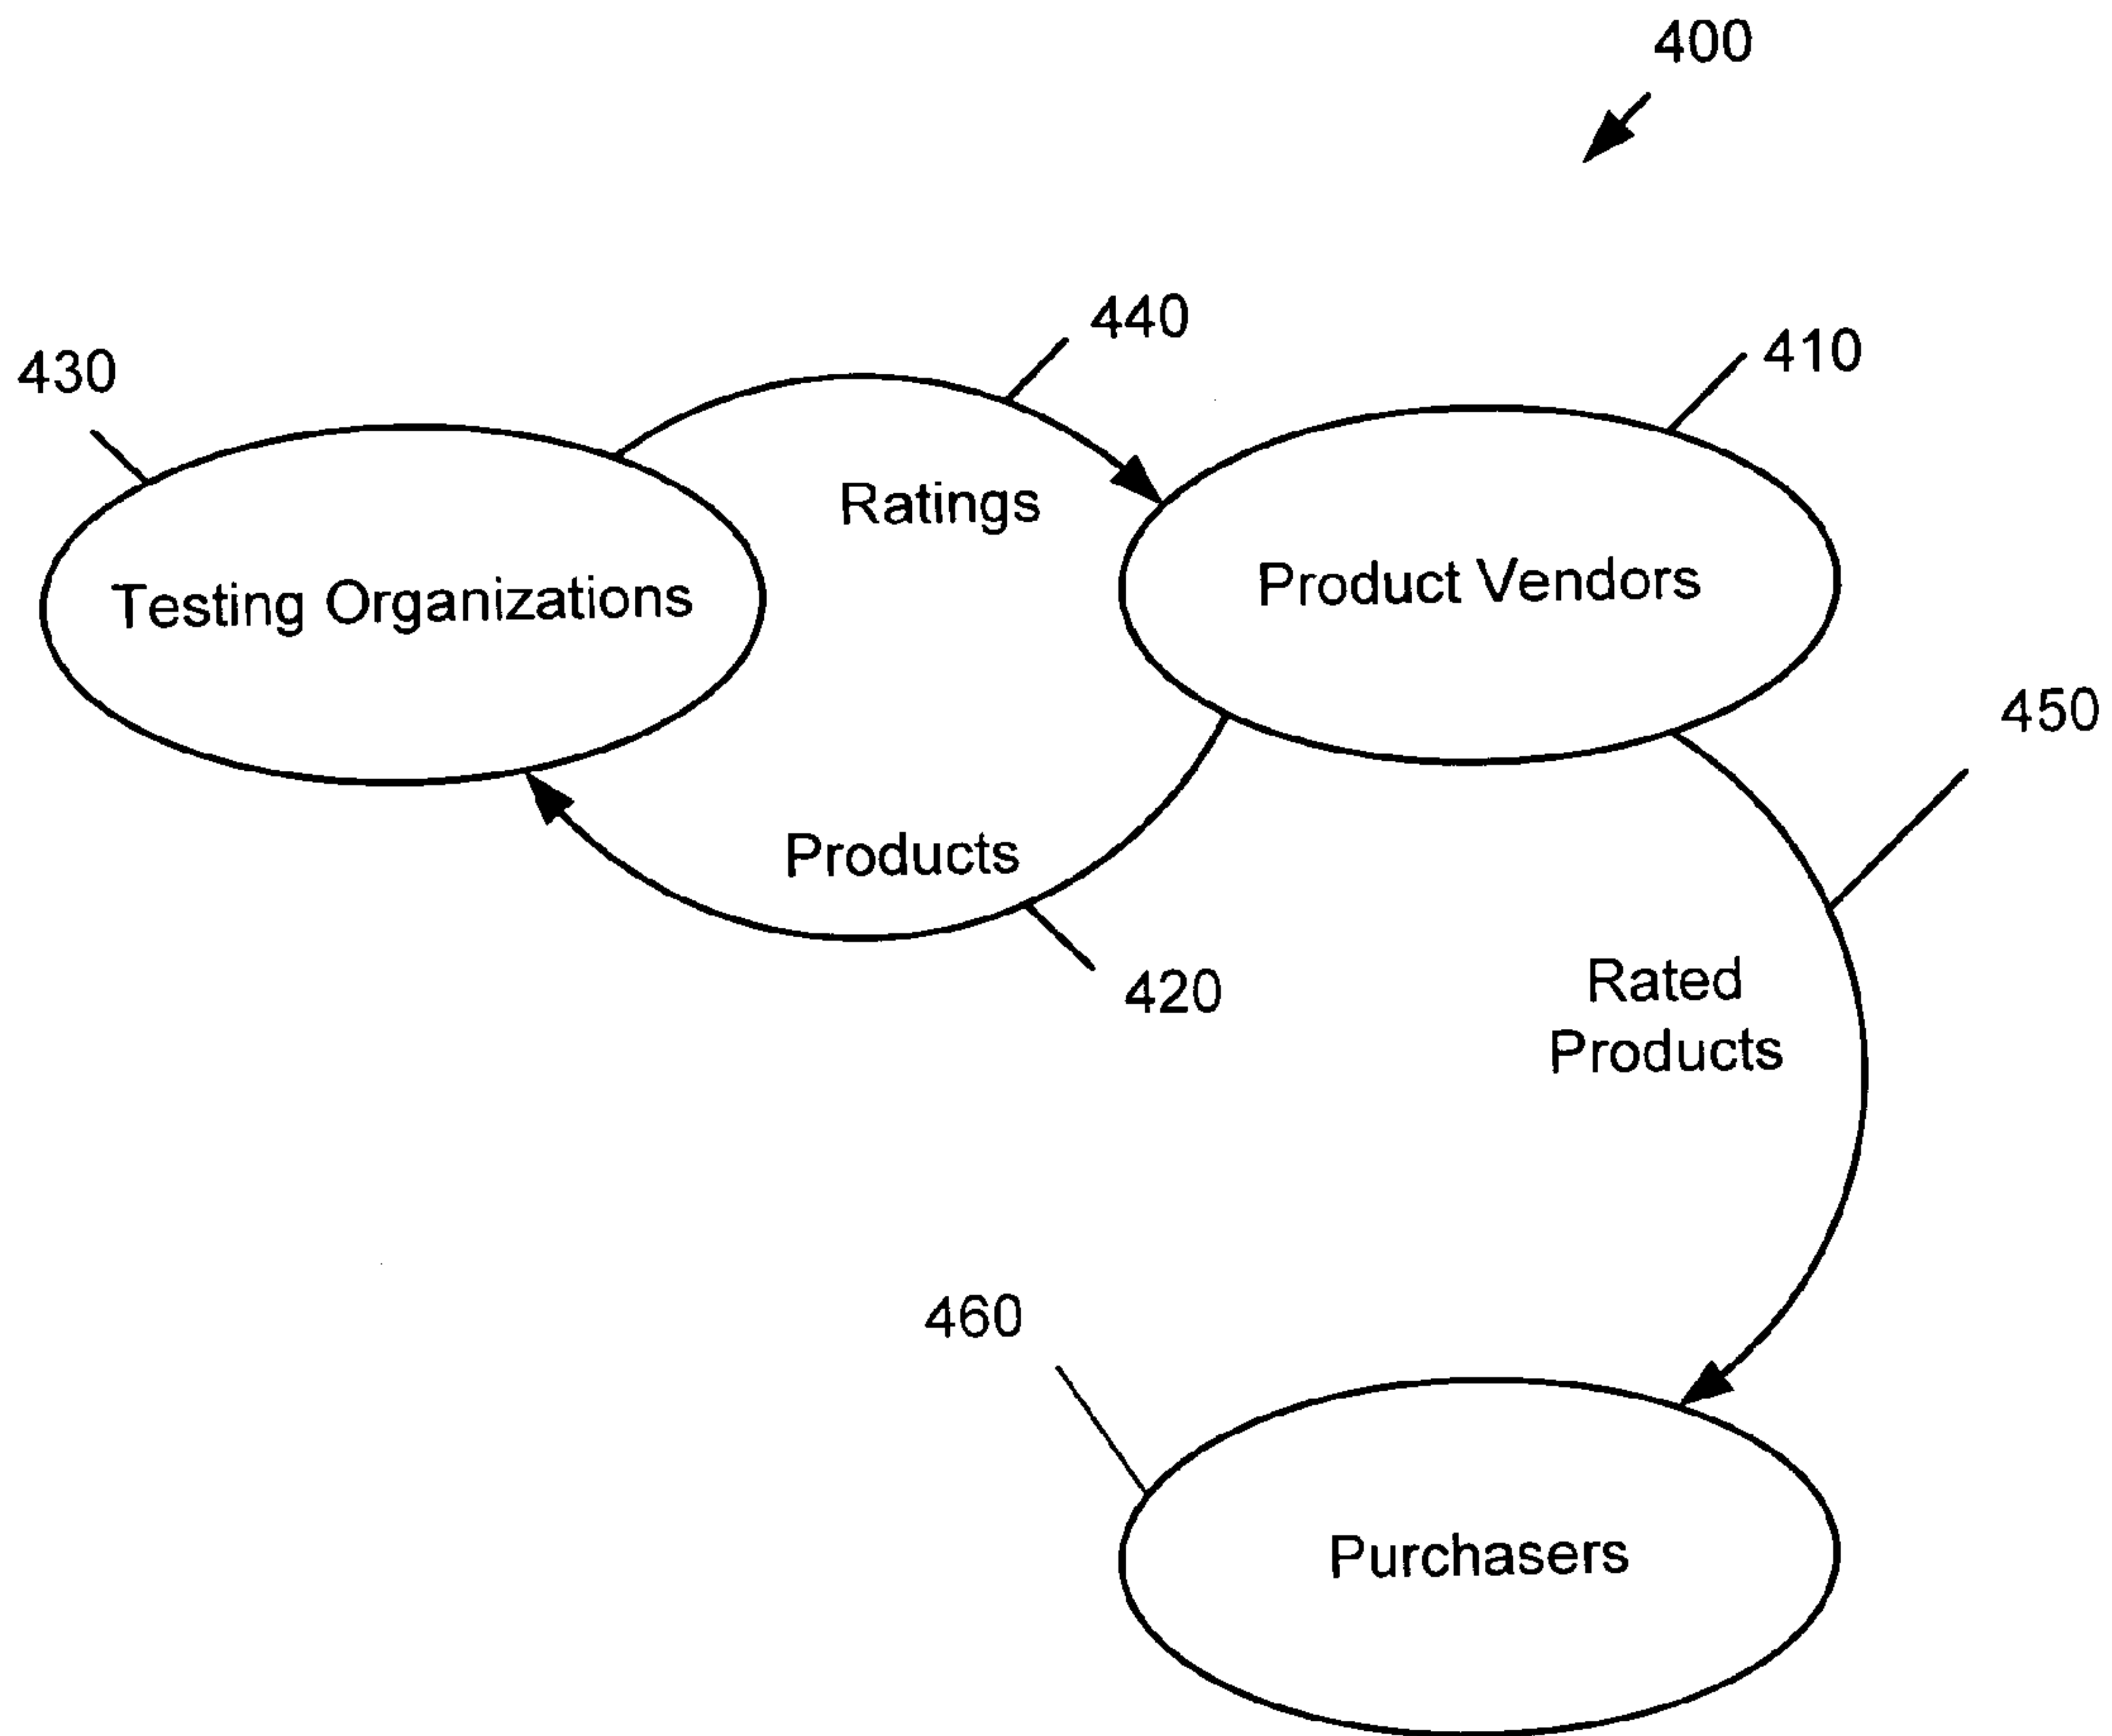 400
440
410
430
Ratings
Testing Organizations
Product Vendors
450
Products
420
Rated
Products
460
Purchasers